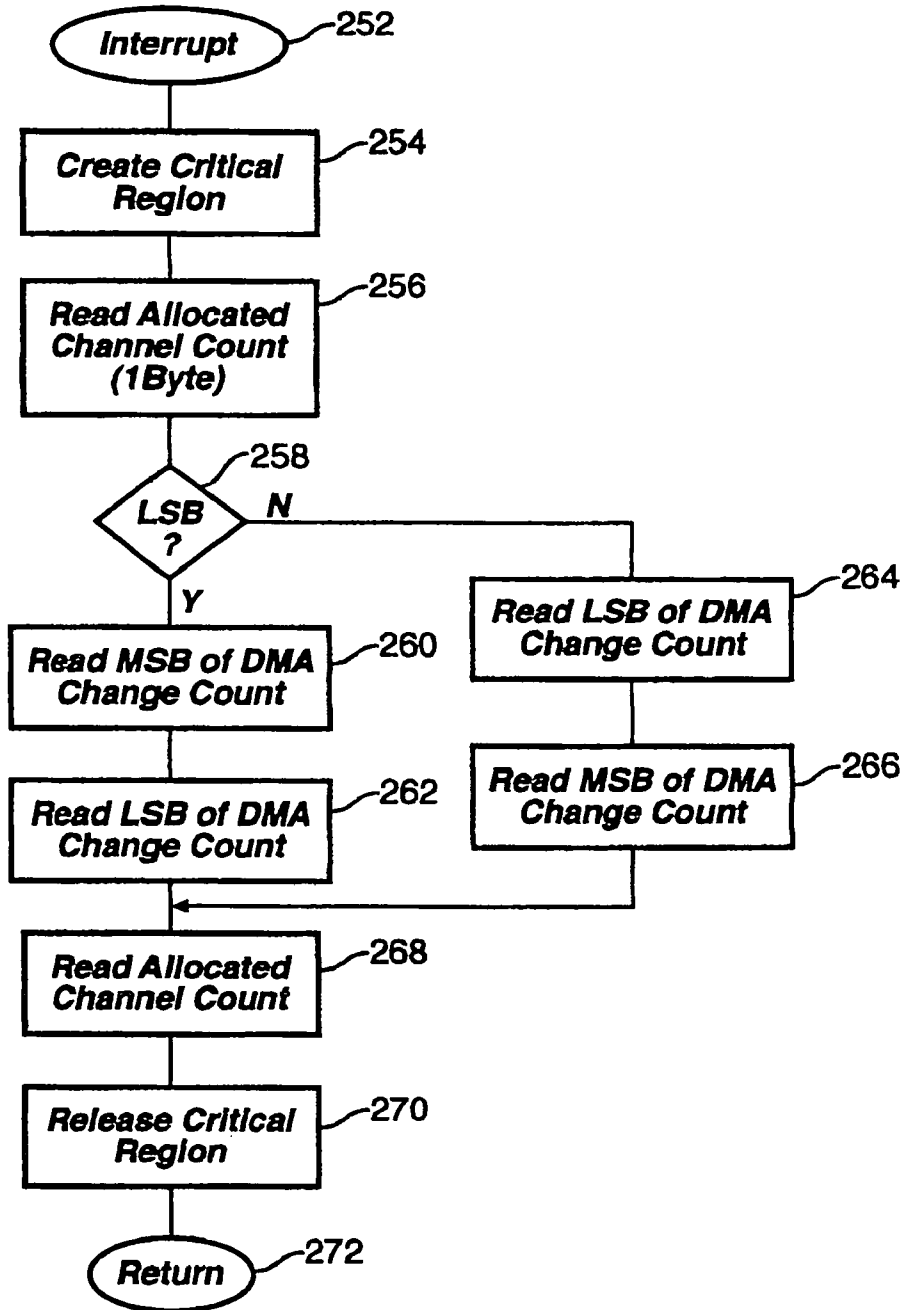 Interrupt
252
Create Critical
Region
254
Read Allocated
Channel Count
(1Byte)
256
LSB
?
258
N
Y
Read MSB of DMA
Change Count
260
Read LSB of DMA
Change Count
264
Read LSB of DMA
Change Count
262
Read MSB of DMA
Change Count
266
Read Allocated
Channel Count
268
Release Critical
Region
270
Return
272